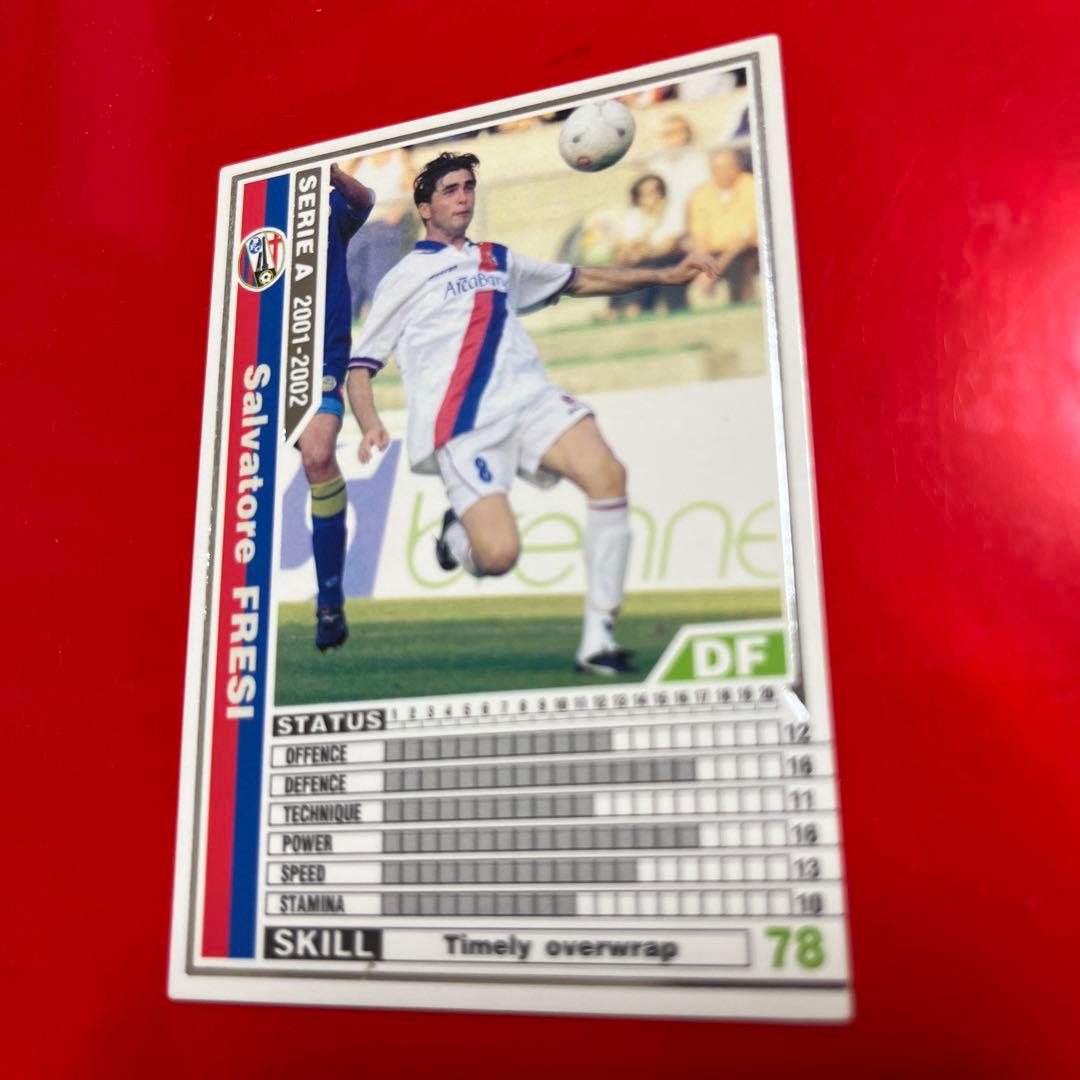 SERIE A 2001-2002
Salvatore FRESI
8
brenne
DF
STATUS 1 2 3 4 5 6 7 8 9 10 11 12 13 14 15 16 17 18 19 20
OFFENCE 12
DEFENCE 16
TECHNIQUE 11
POWER 16
SPEED 13
STAMINA 10
SKILL Timely overwrap 78